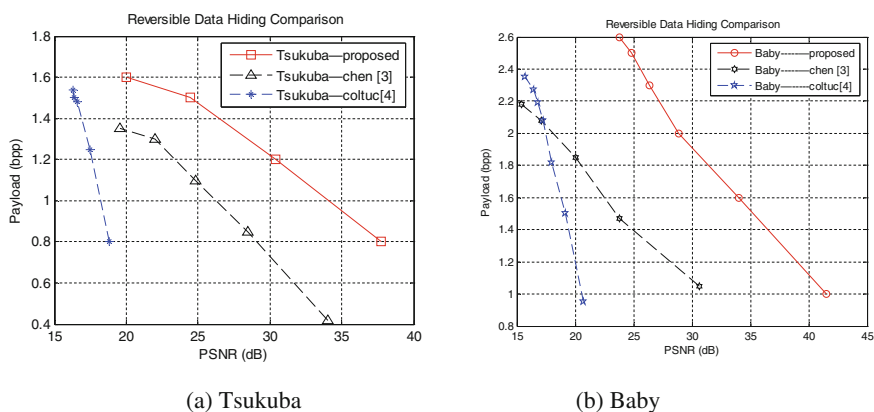 Reversible Data Hiding Comparison
Payload (bpp)
1.8
1.6
1.4
1.2
1
0.8
0.6
0.4
15 20 25 30 35 40
PSNR (dB)
Tsukuba—proposed
Tsukuba—chen [3]
Tsukuba—coltuc[4]
(a) Tsukuba
Reversible Data Hiding Comparison
Payload (bpp)
2.6
2.4
2.2
2
1.8
1.6
1.4
1.2
1
0.8
15 20 25 30 35 40 45
PSNR (dB)
Baby———proposed
Baby———chen [3]
Baby———coltuc[4]
(b) Baby